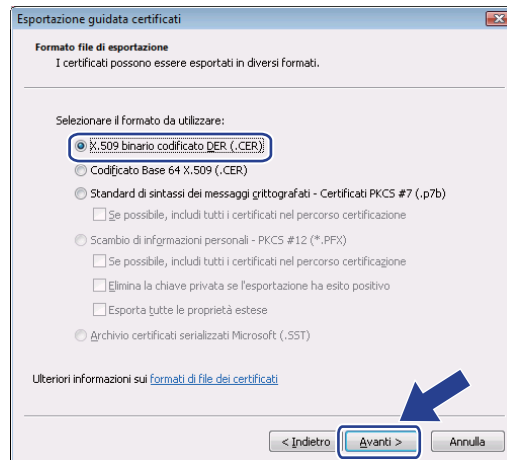 Esportazione guidata certificati
Formato file di esportazione
I certificati possono essere esportati in diversi formati.
Selezionare il formato da utilizzare:
X.509 binario codificato DER (.CER)
Codificato Base 64 X.509 (.CER)
Standard di sintassi dei messaggi crittografati - Certificati PKCS #7 (.p7b)
Se possibile, includi tutti i certificati nel percorso certificazione
Scambio di informazioni personali - PKCS #12 (*.PFX)
Se possibile, includi tutti i certificati nel percorso certificazione
Elimina la chiave privata se l'esportazione ha esito positivo
Esporta tutte le proprietà estese
Archivio certificati serializzati Microsoft (.SST)
Ulteriori informazioni sui formati di file dei certificati
< Indietro Avanti > Annulla